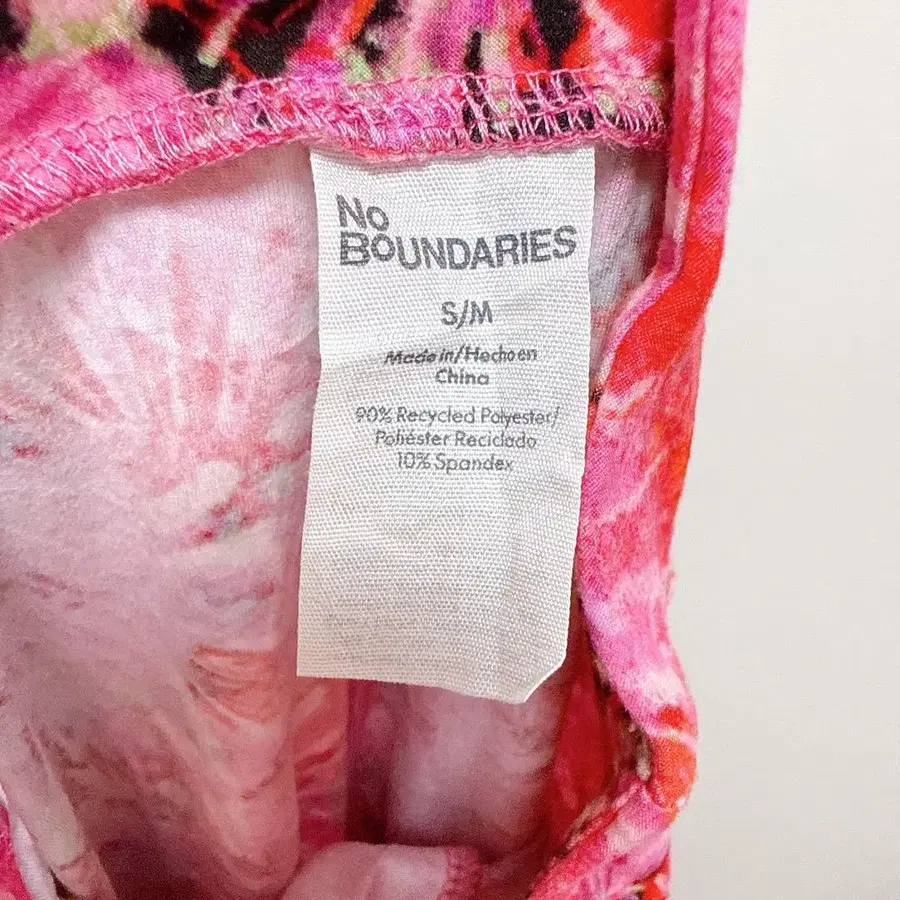 No
BOUNDARIES
S/M
Made in/Hecho en
China
90% Recycled Polyester/
Poliéster Reciclado
10% Spandex